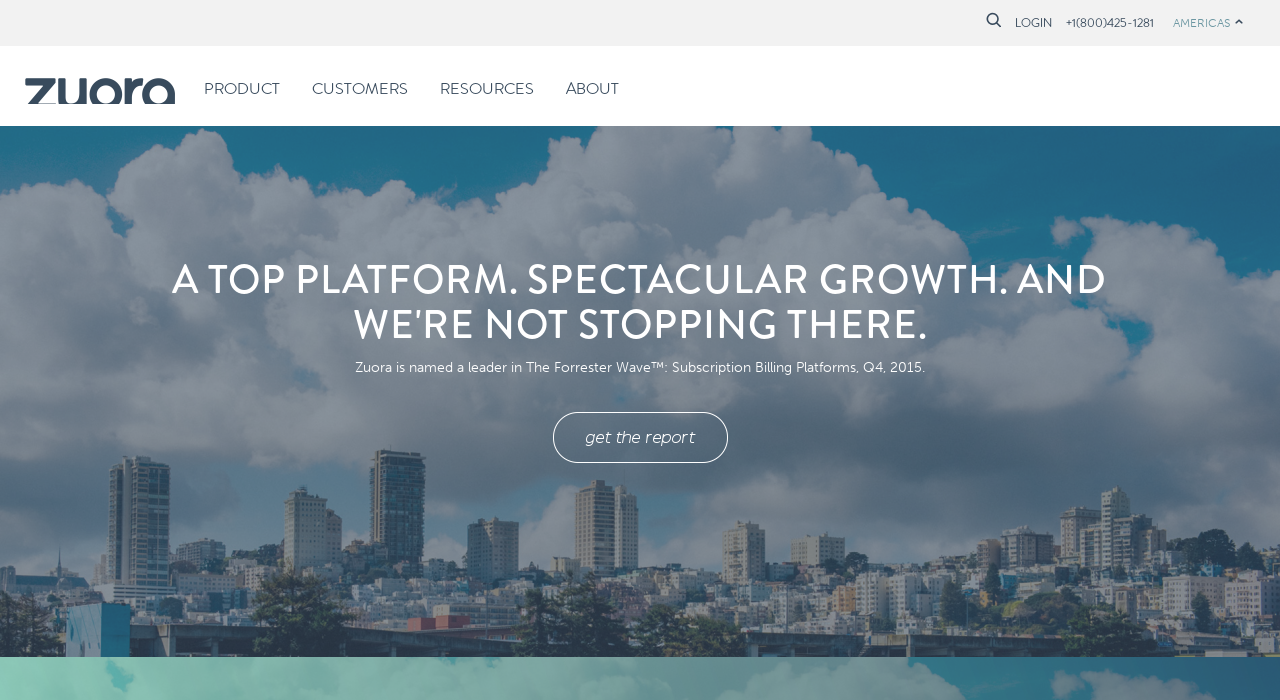 LOGIN +1(800)425-1281 AMERICAS
zuora PRODUCT CUSTOMERS RESOURCES ABOUT
A TOP PLATFORM. SPECTACULAR GROWTH. AND
WE'RE NOT STOPPING THERE.
Zuora is named a leader in The Forrester Wave™: Subscription Billing Platforms, Q4, 2015.
get the report